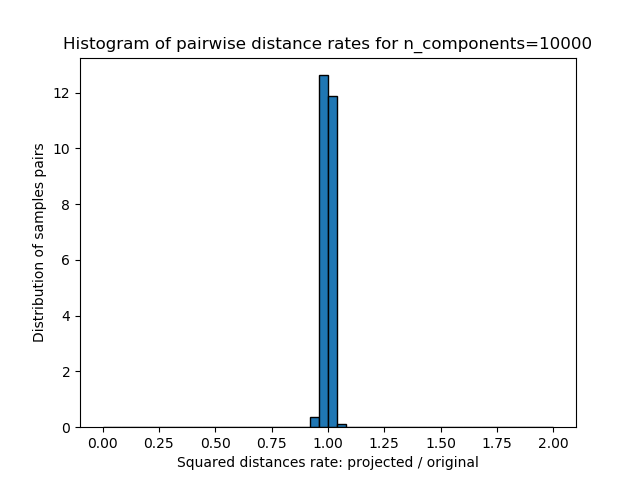 Histogram of pairwise distance rates for n_components=10000
Distribution of samples pairs
12
10
8
6
4
2
0
0.00 0.25 0.50 0.75 1.00 1.25 1.50 1.75 2.00
Squared distances rate: projected / original